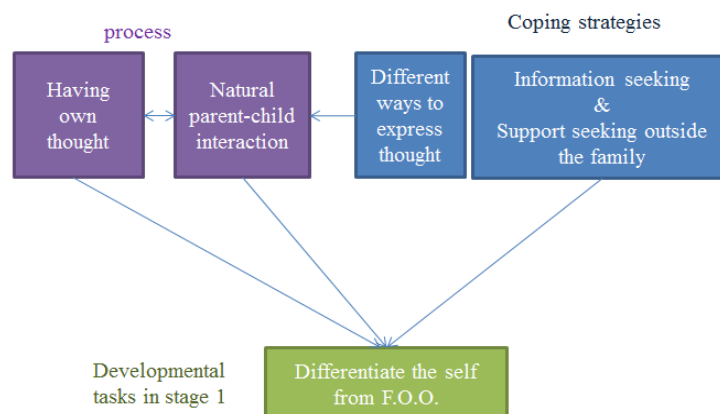 process
Coping strategies
Having
own
thought
Natural
parent-child
interaction
Different
ways to
express
thought
Information seeking
&
Support seeking outside
the family
Developmental
tasks in stage 1
Differentiate the self
from F.O.O.